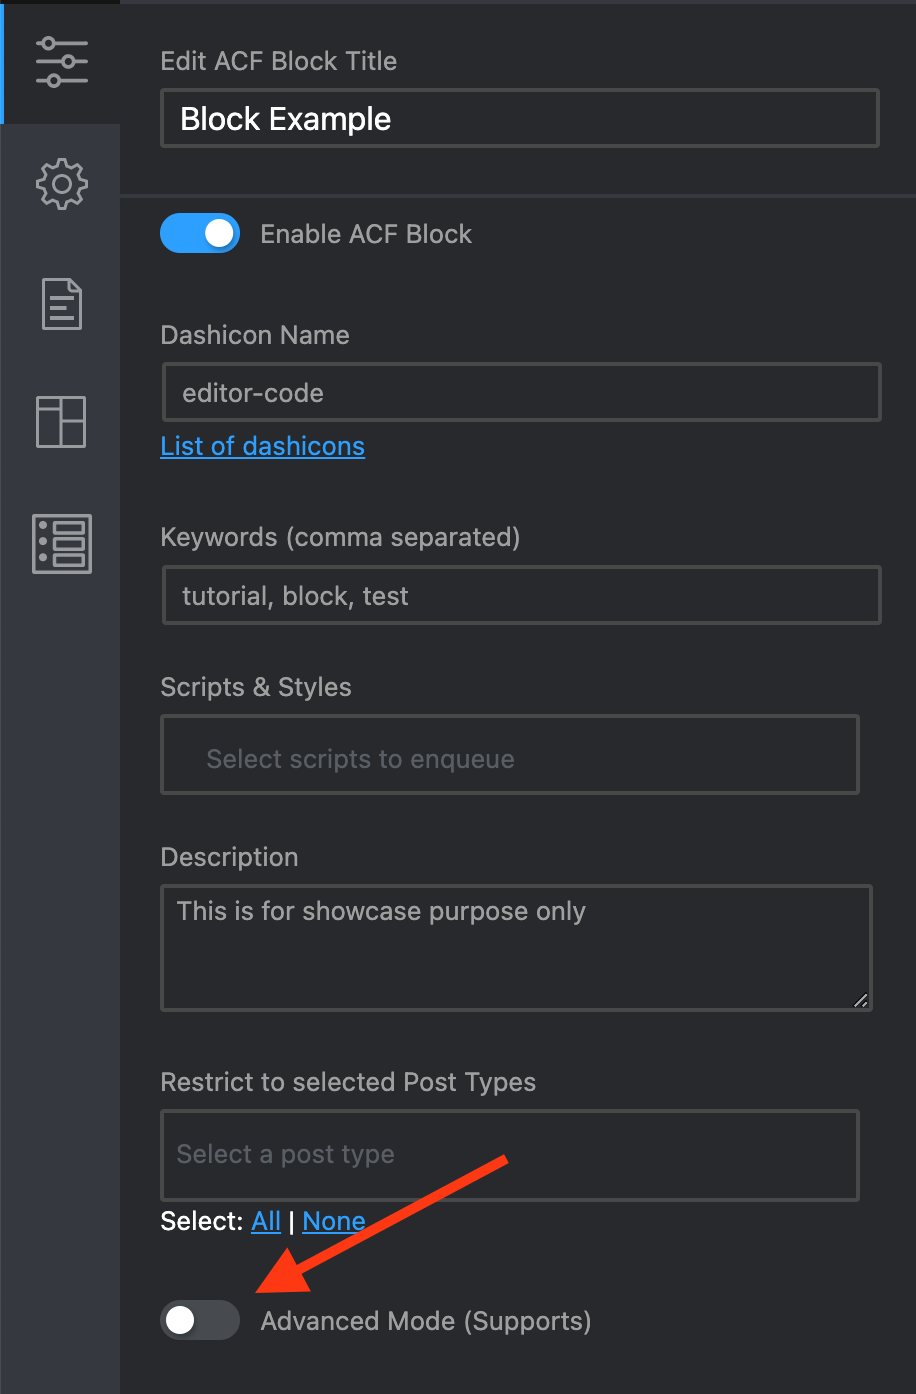 Edit ACF Block Title
Block Example
Enable ACF Block
Dashicon Name
editor-code
List of dashicons
Keywords (comma separated)
tutorial, block, test
Scripts & Styles
Select scripts to enqueue
Description
This is for showcase purpose only
Restrict to selected Post Types
Select a post type
Select: All | None
Advanced Mode (Supports)